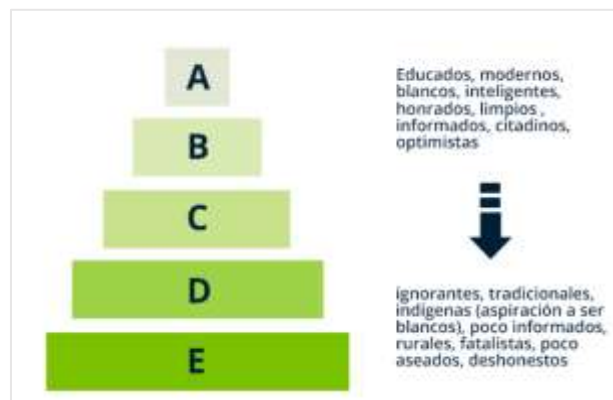 A
B
C
D
E
Educados, modernos,
blancos, inteligentes,
honrados, limpios ,
informados, citadinos,
optimistas
ignorantes, tradicionales,
indígenas (aspiración a ser
blancos), poco informados,
rurales, fatalistas, poco
aseados, deshonestos